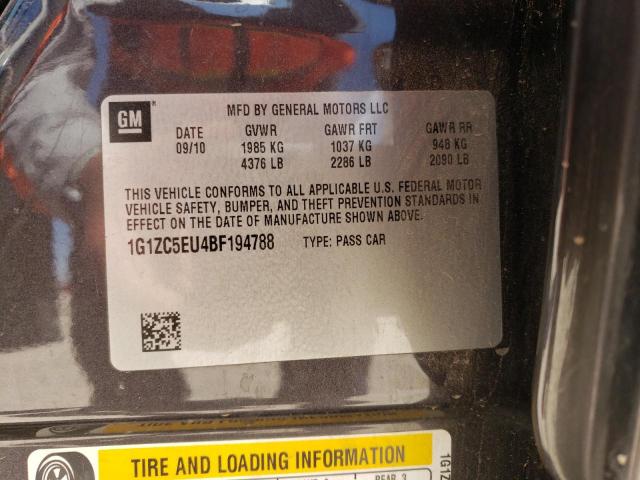 GM
MFD BY GENERAL MOTORS LLC
DATE GVWR GAWR FRT GAWR RR
09/10 1985 KG 1037 KG 948 KG
4376 LB 2286 LB 2090 LB
THIS VEHICLE CONFORMS TO ALL APPLICABLE U.S. FEDERAL MOTOR
VEHICLE SAFETY, BUMPER, AND THEFT PREVENTION STANDARDS IN
EFFECT ON THE DATE OF MANUFACTURE SHOWN ABOVE.
1G1ZC5EU4BF194788 TYPE: PASS CAR
TIRE AND LOADING INFORMATION
REAR 3
1G1Z